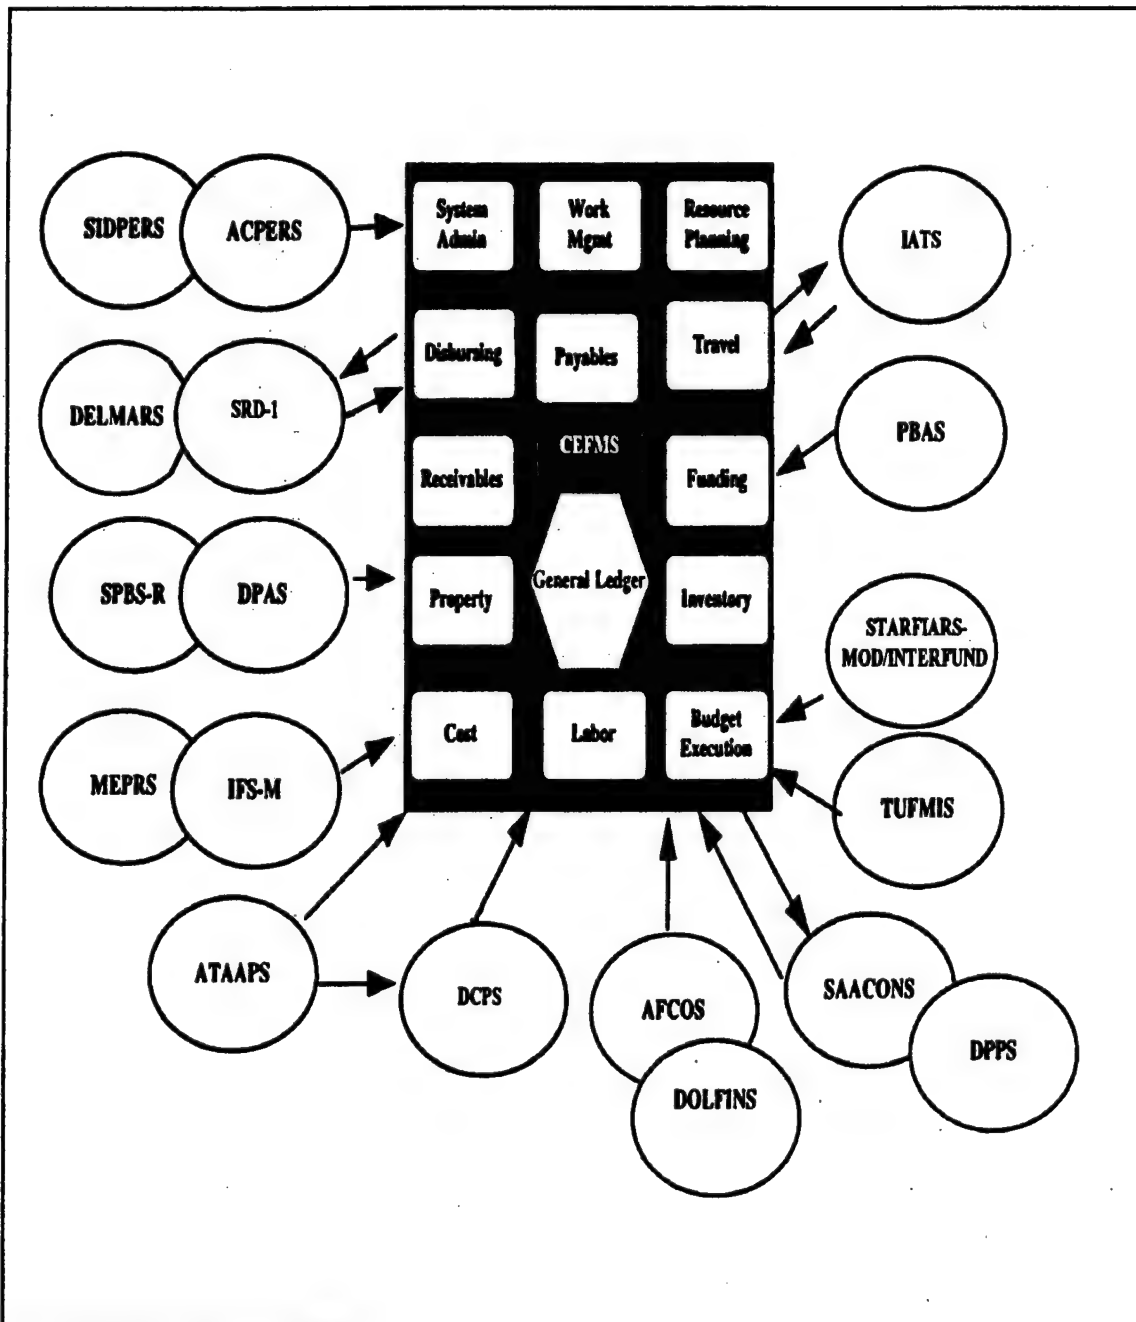 SIDPERS
ACPERS
System
Admin
Work
Mgmt
Resource
Planning
IATS
DELMARS
SRD-1
Disbursing
Payables
Travel
PBAS
CEFMS
Receivables
Funding
SPBS-R
DPAS
Property
General Ledger
Inventory
STARFIARS-
MOD/INTERFUND
MEPRS
IFS-M
Cost
Labor
Budget
Execution
TUFMIS
ATAAPS
DCPS
AFCOS
SAACONS
DPPS
DOLFINS